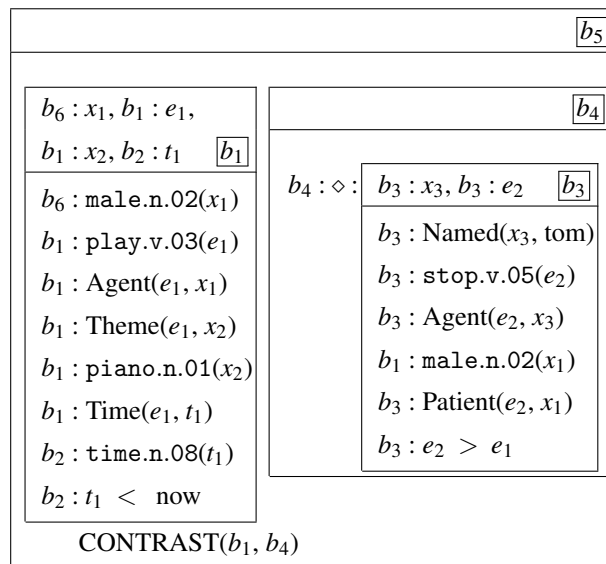 b₅
b₆ : x₁, b₁ : e₁,
b₁ : x₂, b₂ : t₁ b₁
b₆ : male.n.02(x₁)
b₁ : play.v.03(e₁)
b₁ : Agent(e₁, x₁)
b₁ : Theme(e₁, x₂)
b₁ : piano.n.01(x₂)
b₁ : Time(e₁, t₁)
b₂ : time.n.08(t₁)
b₂ : t₁ < now
b₄
b₄ : ⋄ :
b₃ : x₃, b₃ : e₂ b₃
b₃ : Named(x₃, tom)
b₃ : stop.v.05(e₂)
b₃ : Agent(e₂, x₃)
b₁ : male.n.02(x₁)
b₃ : Patient(e₂, x₁)
b₃ : e₂ > e₁
CONTRAST(b₁, b₄)